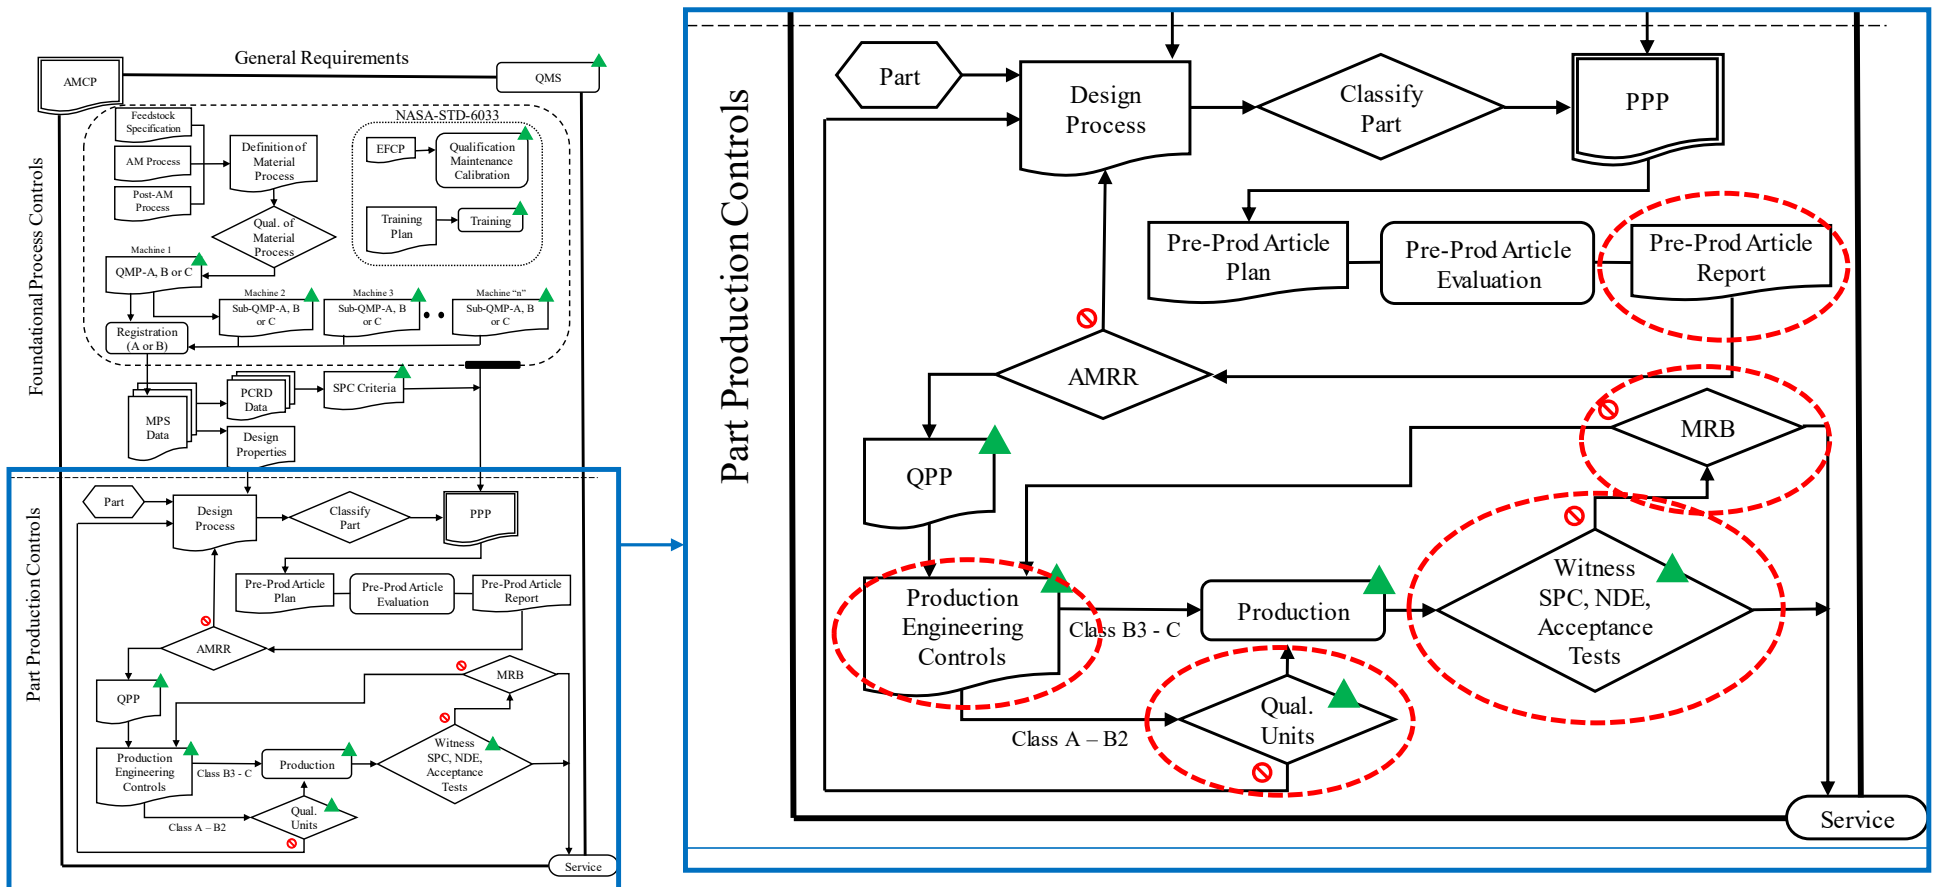 General Requirements
AMCP
QMS
Foundational Process Controls
NASA-STD-6033
Feedstock
Specification
AM Process
Post-AM
Process
Definition of
Material
Process
EFCP
Qualification
Maintenance
Calibration
Training
Plan
Training
Qual. of
Material
Process
Machine 1
QMP-A, B or C
Machine 2
Sub-QMP-A, B
or C
Machine 3
Sub-QMP-A, B
or C
Machine “n”
Sub-QMP-A, B
or C
Registration
(A or B)
MPS
Data
PCRD
Data
SPC Criteria
Design
Properties
Part Production Controls
Part
Design
Process
Classify
Part
PPP
Pre-Prod Article
Plan
Pre-Prod Article
Evaluation
Pre-Prod Article
Report
AMRR
MRB
QPP
Production
Engineering
Controls
Class B3 - C
Production
Witness
SPC, NDE,
Acceptance
Tests
Class A – B2
Qual.
Units
Service
Part Production Controls
Part
Design
Process
Classify
Part
PPP
Pre-Prod Article
Plan
Pre-Prod Article
Evaluation
Pre-Prod Article
Report
AMRR
MRB
QPP
Production
Engineering
Controls
Class B3 - C
Production
Witness
SPC, NDE,
Acceptance
Tests
Class A – B2
Qual.
Units
Service